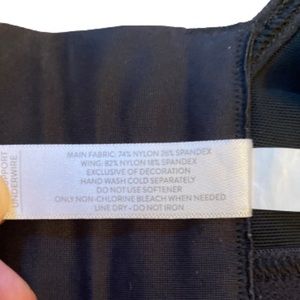 MAIN FABRIC: 74% NYLON 26% SPANDEX
WING: 82% NYLON 18% SPANDEX
EXCLUSIVE OF DECORATION
HAND WASH COLD SEPARATELY
DO NOT USE SOFTENER
ONLY NON-CHLORINE BLEACH WHEN NEEDED
LINE DRY - DO NOT IRON
UNDERWIRE